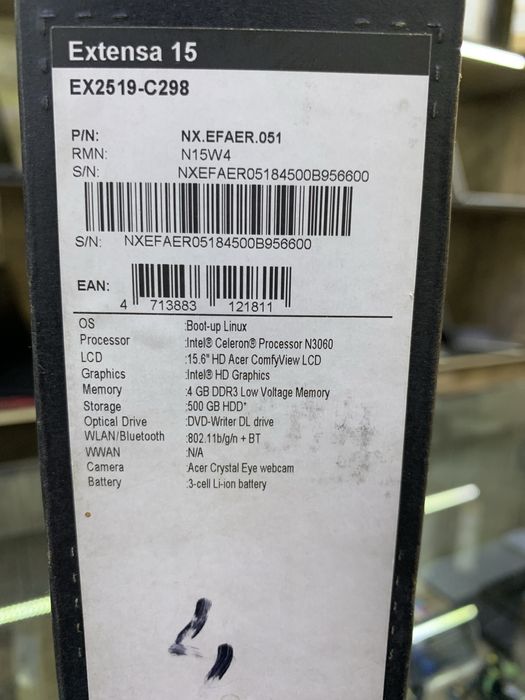 Extensa 15
EX2519-C298
P/N: NX.EFAER.051
RMN: N15W4
S/N: NXEFAER05184500B956600
S/N: NXEFAER05184500B956600
EAN:
4 713883 121811
OS :Boot-up Linux
Processor :Intel® Celeron® Processor N3060
LCD :15.6" HD Acer ComfyView LCD
Graphics :Intel® HD Graphics
Memory :4 GB DDR3 Low Voltage Memory
Storage :500 GB HDD*
Optical Drive :DVD-Writer DL drive
WLAN/Bluetooth :802.11b/g/n + BT
WWAN :N/A
Camera :Acer Crystal Eye webcam
Battery :3-cell Li-ion battery